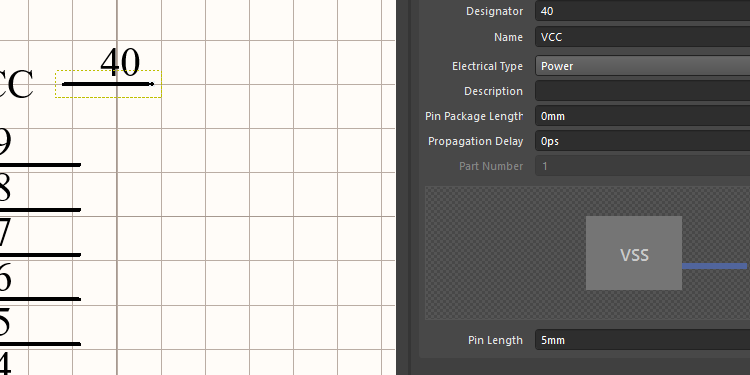 40
CC
9
8
7
6
5
4
Designator 40
Name VCC
Electrical Type Power
Description
Pin Package Length 0mm
Propagation Delay 0ps
Part Number 1
VSS
Pin Length 5mm